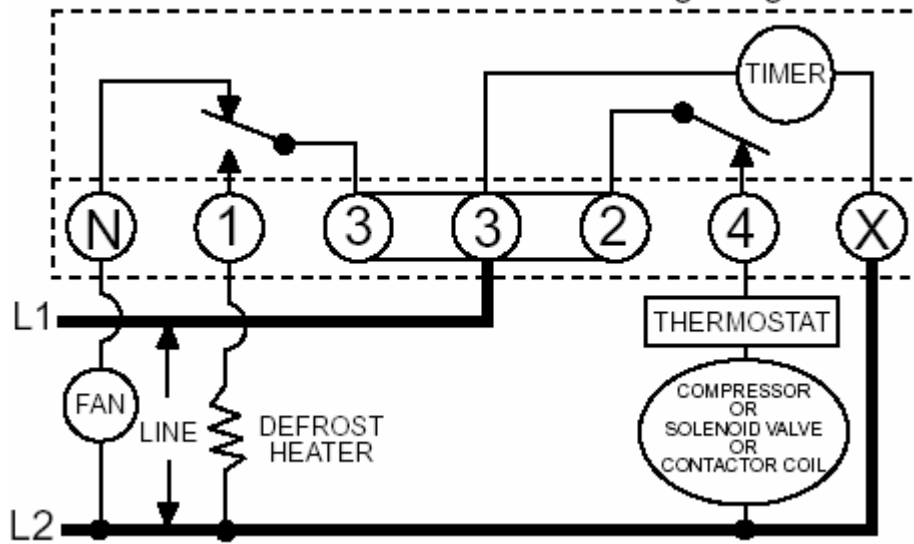 TIMER
N 1 3 3 2 4 X
L1
THERMOSTAT
FAN
LINE
DEFROST
HEATER
COMPRESSOR
OR
SOLENOID VALVE
OR
CONTACTOR COIL
L2